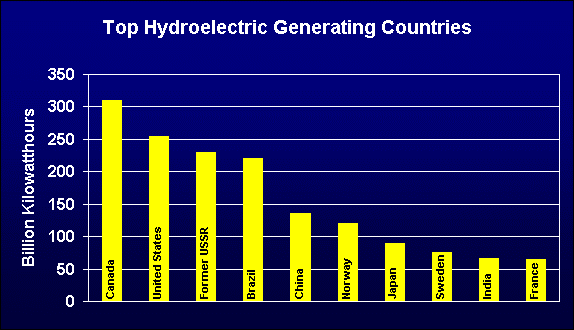 Top Hydroelectric Generating Countries
Billion Kilowatthours
350
300
250
200
150
100
50
0
Canada
United States
Former USSR
Brazil
China
Norway
Japan
Sweden
India
France